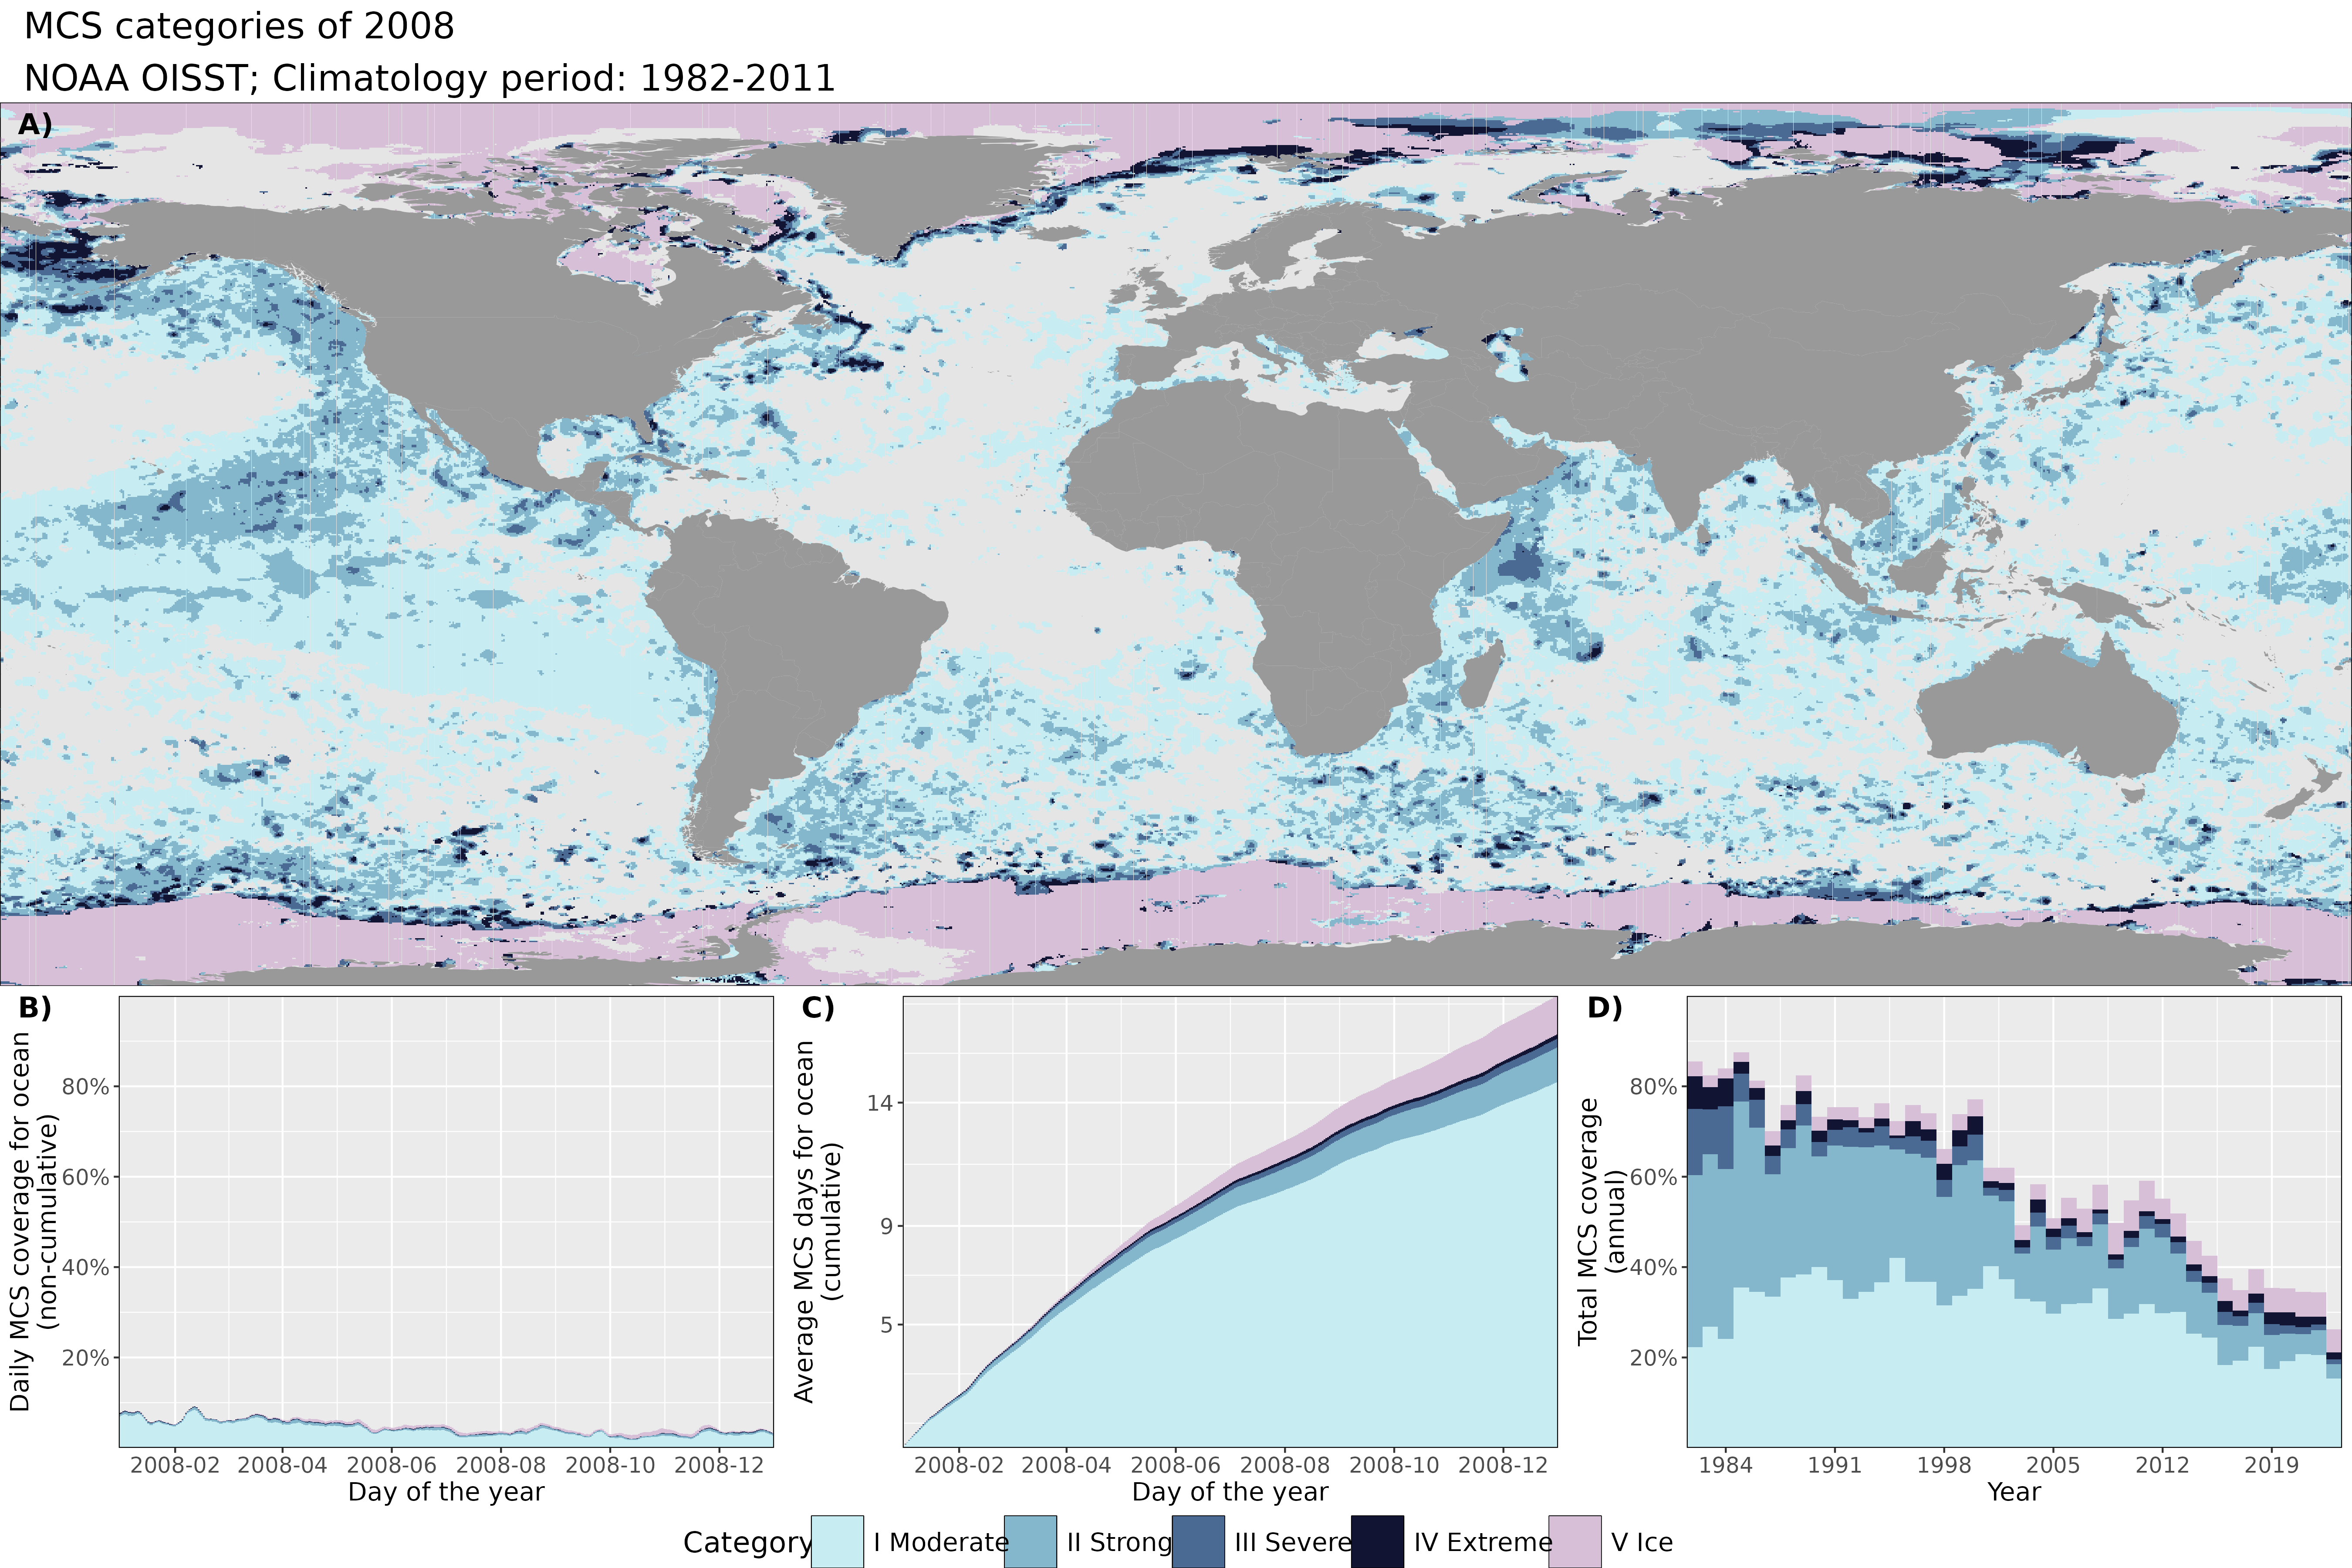 MCS categories of 2008
NOAA OISST; Climatology period: 1982-2011
A)
B)
Daily MCS coverage for ocean
(non-cumulative)
80%
60%
40%
20%
2008-02 2008-04 2008-06 2008-08 2008-10 2008-12
Day of the year
C)
Average MCS days for ocean
(cumulative)
14
9
5
2008-02 2008-04 2008-06 2008-08 2008-10 2008-12
Day of the year
D)
Total MCS coverage
(annual)
80%
60%
40%
20%
1984 1991 1998 2005 2012 2019
Year
Category I Moderate II Strong III Severe IV Extreme V Ice